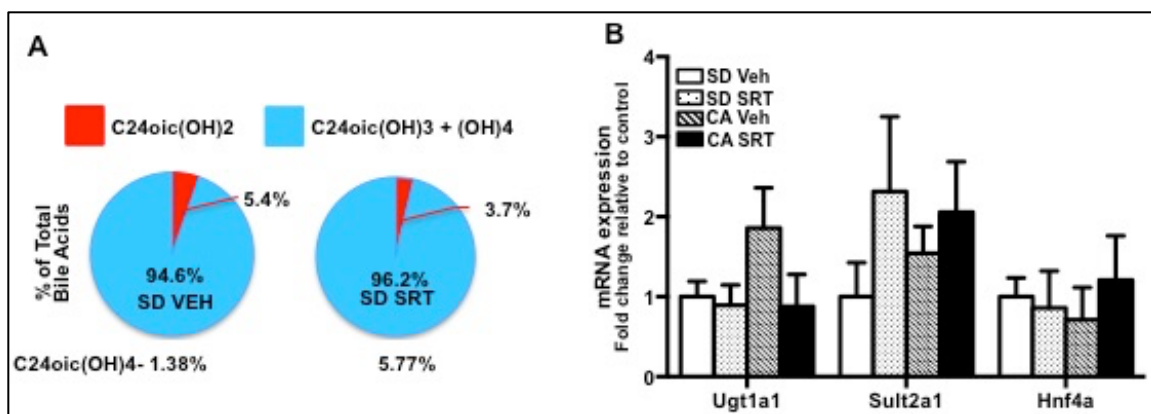 A
C24oic(OH)2
C24oic(OH)3 + (OH)4
% of Total
Bile Acids
5.4%
94.6%
SD VEH
3.7%
96.2%
SD SRT
C24oic(OH)4- 1.38%
5.77%
B
mRNA expression
Fold change relative to control
4
3
2
1
0
SD Veh
SD SRT
CA Veh
CA SRT
Ugt1a1
Sult2a1
Hnf4a